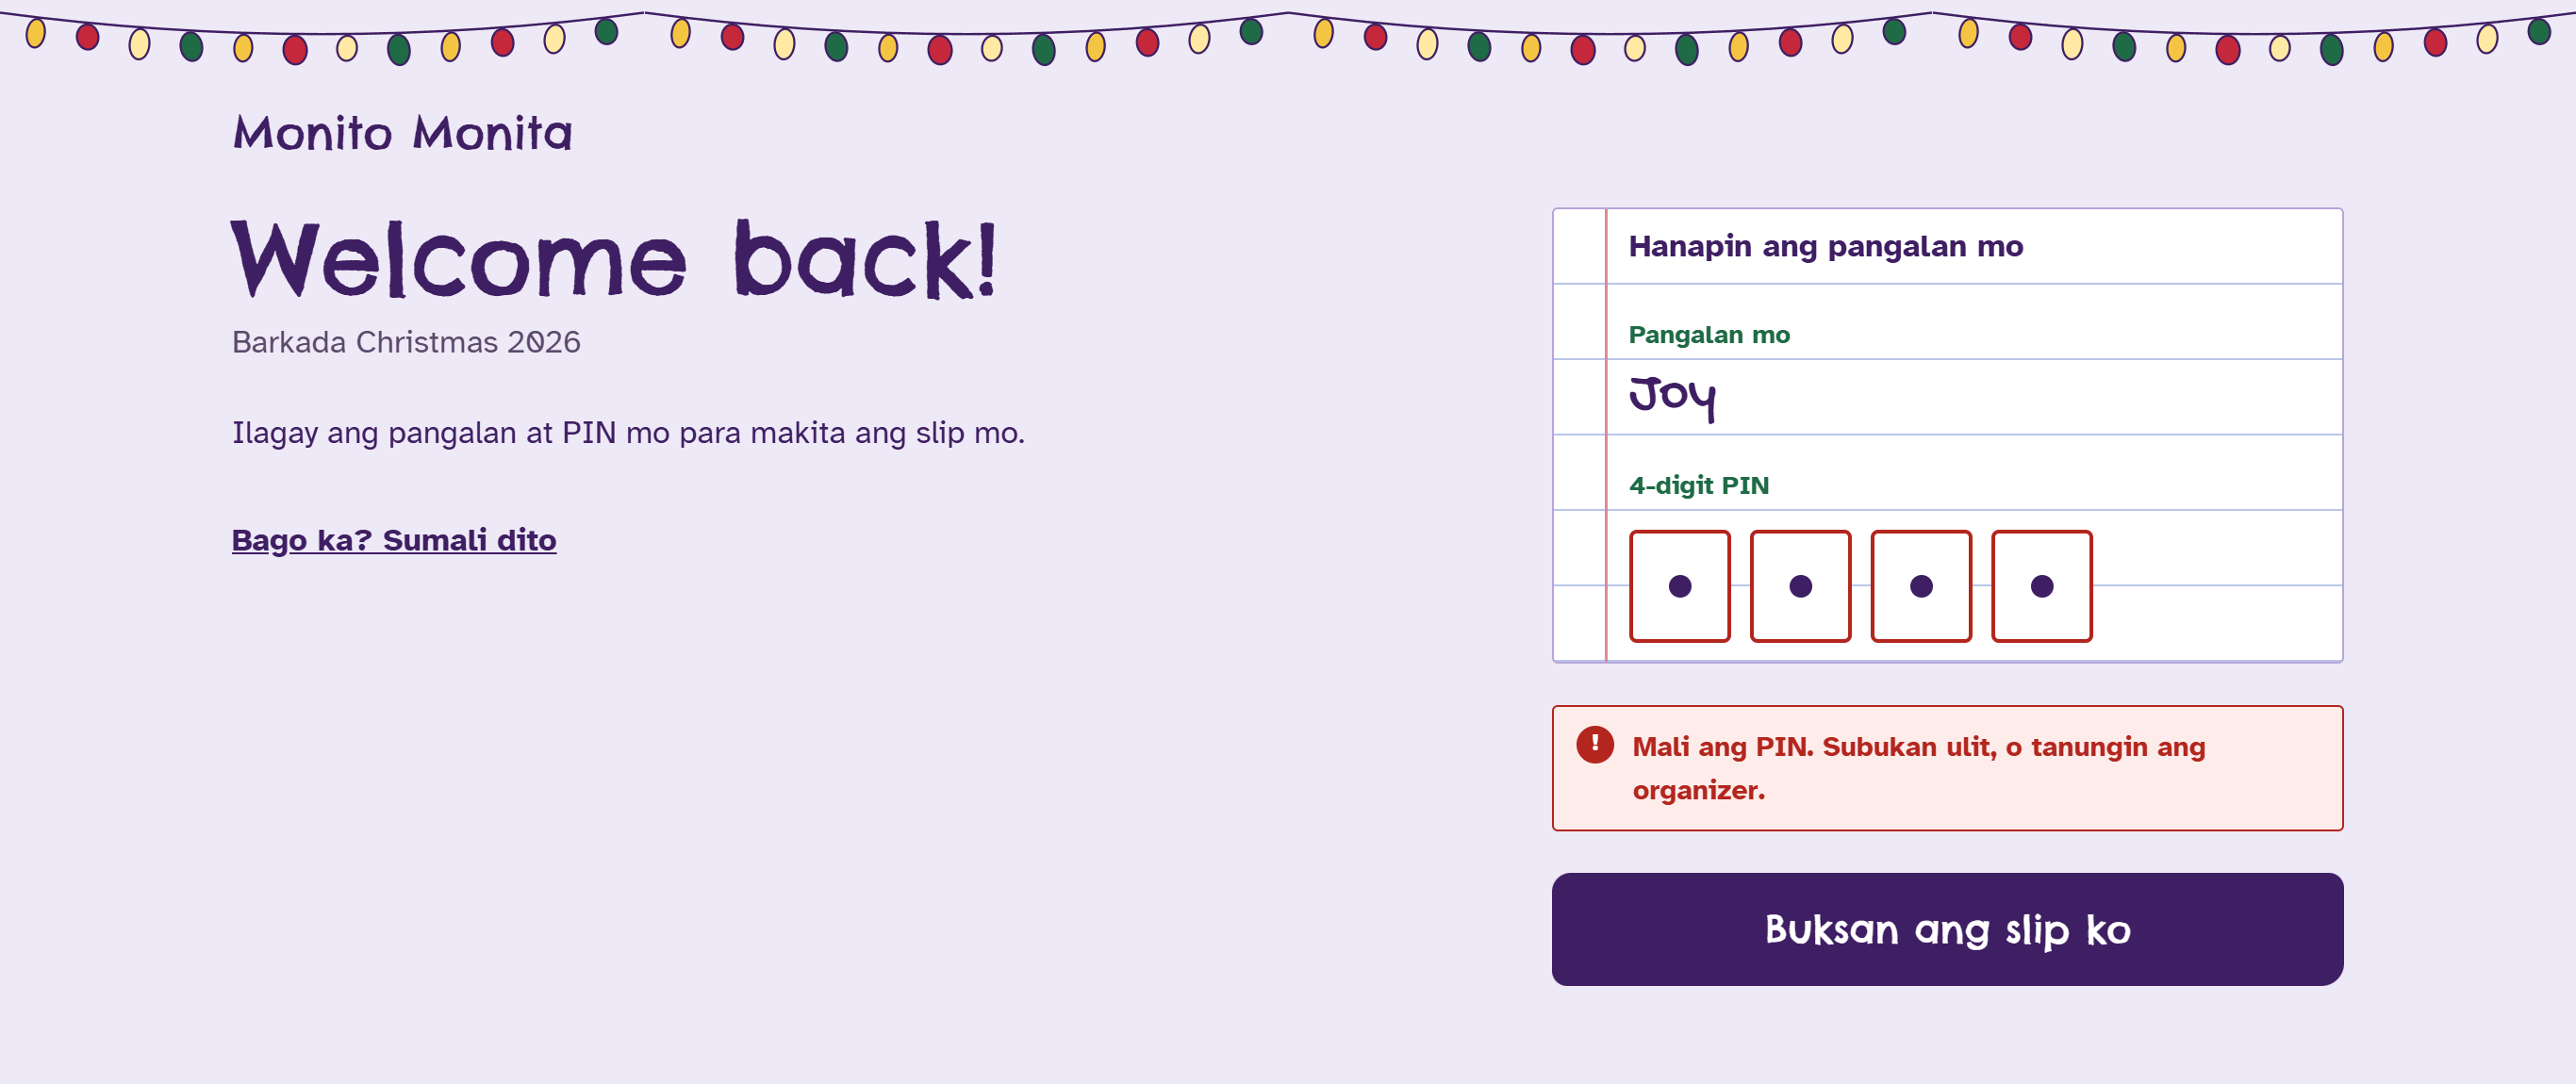 Monito Monita
Welcome back!
Barkada Christmas 2026
Ilagay ang pangalan at PIN mo para makita ang slip mo.
Bago ka? Sumali dito
Hanapin ang pangalan mo
Pangalan mo
Joy
4-digit PIN
Mali ang PIN. Subukan ulit, o tanungin ang
organizer.
Buksan ang slip ko